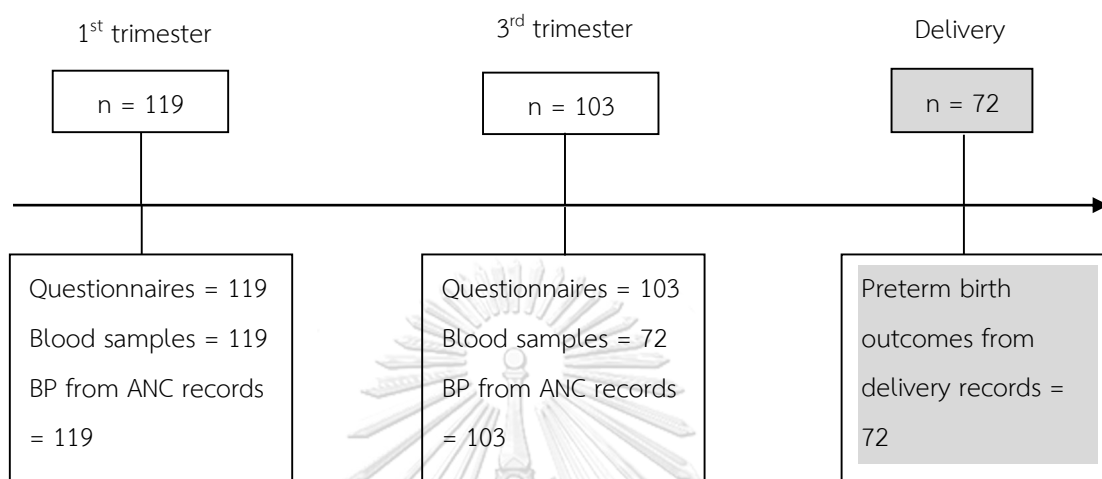 1st trimester
3rd trimester
Delivery
n = 119
n = 103
n = 72
Questionnaires = 119
Blood samples = 119
BP from ANC records
= 119
Questionnaires = 103
Blood samples = 72
BP from ANC records
= 103
Preterm birth
outcomes from
delivery records =
72